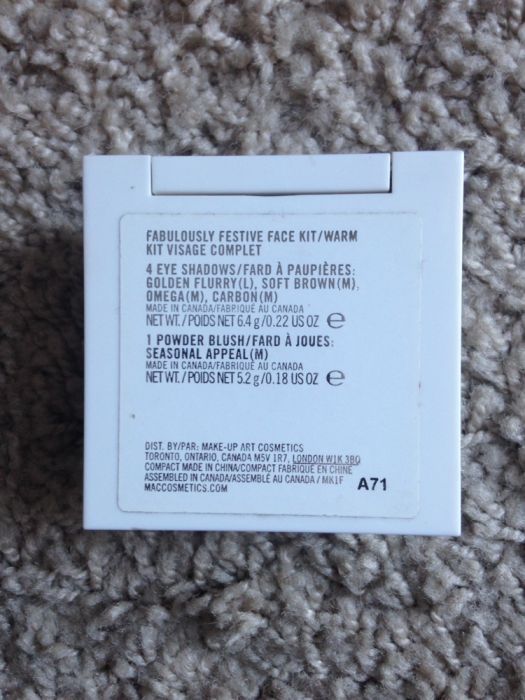 FABULOUSLY FESTIVE FACE KIT/WARM
KIT VISAGE COMPLET
4 EYE SHADOWS/FARD À PAUPIÈRES:
GOLDEN FLURRY(L), SOFT BROWN(M),
OMEGA(M), CARBON(M)
MADE IN CANADA/FABRIQUÉ AU CANADA
NET WT./POIDS NET 6.4 g/0.22 US OZ ℮
1 POWDER BLUSH/FARD À JOUES:
SEASONAL APPEAL(M)
MADE IN CANADA/FABRIQUÉ AU CANADA
NET WT./POIDS NET 5.2 g/0.18 US OZ ℮
DIST. BY/PAR: MAKE-UP ART COSMETICS
TORONTO, ONTARIO, CANADA M5V 1R7, LONDON W1K 3BQ
COMPACT MADE IN CHINA/COMPACT FABRIQUÉ EN CHINE
ASSEMBLED IN CANADA/ASSEMBLÉ AU CANADA / MK1F
MACCOSMETICS.COM
A71